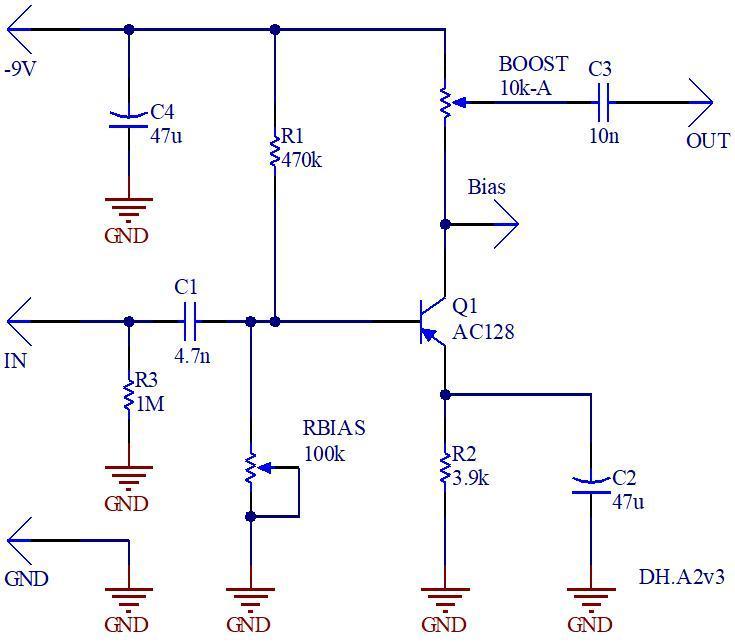 -9V
C4
47u
GND
R1
470k
BOOST
10k-A
C3
10n
OUT
Bias
IN
C1
4.7n
R3
1M
GND
Q1
AC128
RBIAS
100k
R2
3.9k
C2
47u
GND
GND
GND
GND
GND
DH.A2v3